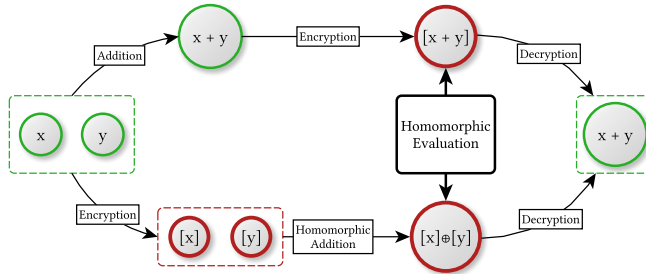 x + y
Encryption
[x + y]
Addition
Decryption
x
y
Homomorphic
Evaluation
x + y
Encryption
[x]
[y]
Homomorphic
Addition
[x]⊕[y]
Decryption